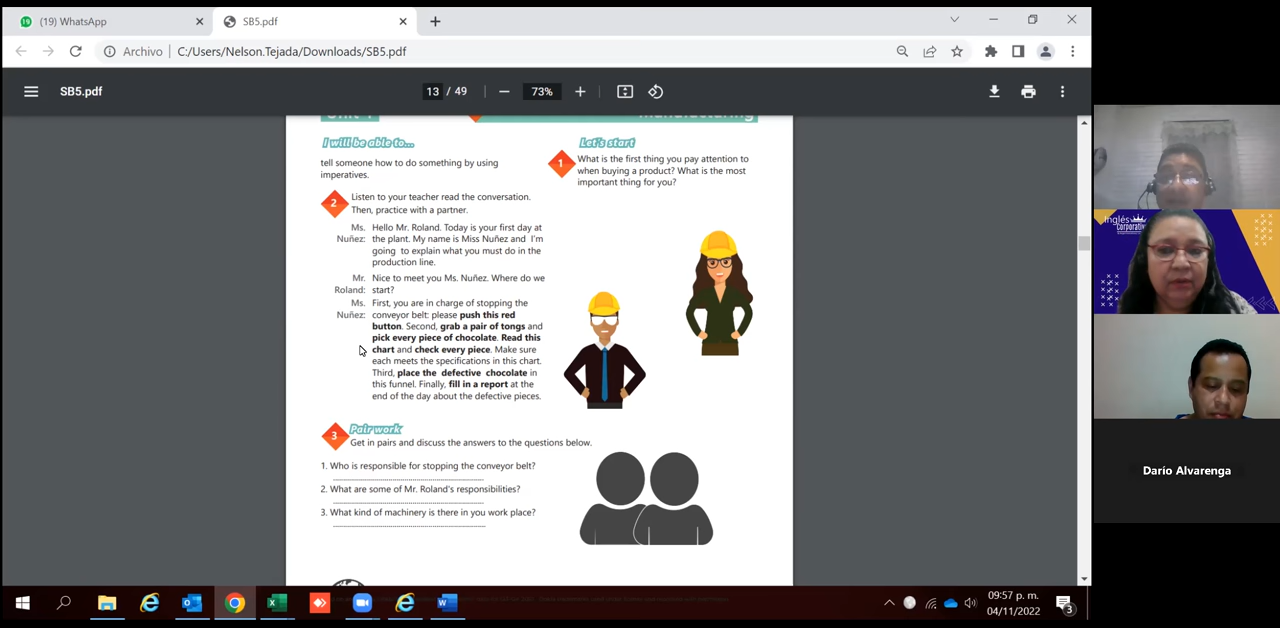 (19) WhatsApp
SB5.pdf
Archivo
C:/Users/Nelson.Tejada/Downloads/SB5.pdf
SB5.pdf
13 / 49
73%
I will be able to...
tell someone how to do something by using
imperatives.
Let's start
1
What is the first thing you pay attention to
when buying a product? What is the most
important thing for you?
2
Listen to your teacher read the conversation.
Then, practice with a partner.
Ms. Nuñez:
Hello Mr. Roland. Today is your first day at
the plant. My name is Miss Nuñez and I'm
going to explain what you must do in the
production line.
Mr. Roland:
Nice to meet you Ms. Nuñez. Where do we
start?
Ms. Nuñez:
First, you are in charge of stopping the
conveyor belt: please push this red
button. Second, grab a pair of tongs and
pick every piece of chocolate. Read this
chart and check every piece. Make sure
each meets the specifications in this chart.
Third, place the defective chocolate in
this funnel. Finally, fill in a report at the
end of the day about the defective pieces.
3
Pair work
Get in pairs and discuss the answers to the questions below.
1. Who is responsible for stopping the conveyor belt?
2. What are some of Mr. Roland's responsibilities?
3. What kind of machinery is there in you work place?
Inglés
Corporativo
Darío Alvarenga
09:57 p. m.
04/11/2022
3